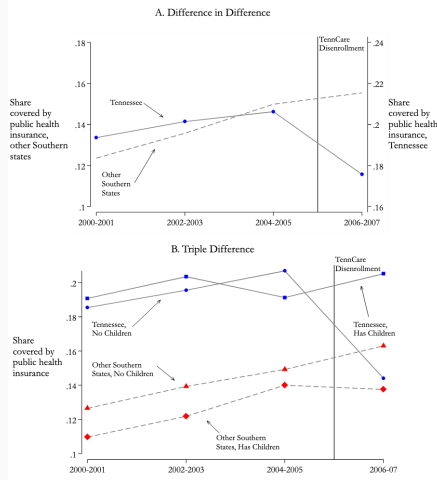 A. Difference in Difference
TennCare
Disenrollment
.18
.16
.14
.12
.1
.24
.22
.2
.18
.16
Share
covered by
public health
insurance,
other Southern
states
Share
covered by
public health
insurance,
Tennessee
Tennessee
Other
Southern
States
2000-2001
2002-2003
2004-2005
2006-2007
B. Triple Difference
TennCare
Disenrollment
.2
.18
.16
.14
.12
.1
Share
covered by
public health
insurance
Tennessee,
No Children
Tennessee,
Has Children
Other Southern
States, No Children
Other Southern
States, Has Children
2000-2001
2002-2003
2004-2005
2006-07